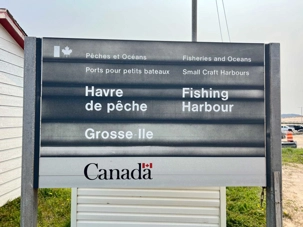 Pêches et Océans
Fisheries and Oceans
Ports pour petits bateaux
Small Craft Harbours
Havre
de pêche
Fishing
Harbour
Grosse Ile
Canada